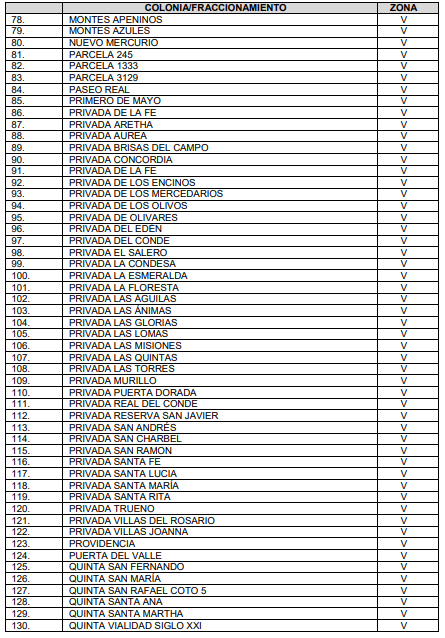 COLONIA/FRACCIONAMIENTO ZONA
78. MONTES APENINOS V
79. MONTES AZULES V
80. NUEVO MERCURIO V
81. PARCELA 245 V
82. PARCELA 1333 V
83. PARCELA 3129 V
84. PASEO REAL V
85. PRIMERO DE MAYO V
86. PRIVADA DE LA FE V
87. PRIVADA ARETHA V
88. PRIVADA AUREA V
89. PRIVADA BRISAS DEL CAMPO V
90. PRIVADA CONCORDIA V
91. PRIVADA DE LA FE V
92. PRIVADA DE LOS ENCINOS V
93. PRIVADA DE LOS MERCEDARIOS V
94. PRIVADA DE LOS OLIVOS V
95. PRIVADA DE OLIVARES V
96. PRIVADA DEL EDÉN V
97. PRIVADA DEL CONDE V
98. PRIVADA EL SALERO V
99. PRIVADA LA CONDESA V
100. PRIVADA LA ESMERALDA V
101. PRIVADA LA FLORESTA V
102. PRIVADA LAS ÁGUILAS V
103. PRIVADA LAS ÁNIMAS V
104. PRIVADA LAS GLORIAS V
105. PRIVADA LAS LOMAS V
106. PRIVADA LAS MISIONES V
107. PRIVADA LAS QUINTAS V
108. PRIVADA LAS TORRES V
109. PRIVADA MURILLO V
110. PRIVADA PUERTA DORADA V
111. PRIVADA REAL DEL CONDE V
112. PRIVADA RESERVA SAN JAVIER V
113. PRIVADA SAN ANDRÉS V
114. PRIVADA SAN CHARBEL V
115. PRIVADA SAN RAMON V
116. PRIVADA SANTA FE V
117. PRIVADA SANTA LUCIA V
118. PRIVADA SANTA MARÍA V
119. PRIVADA SANTA RITA V
120. PRIVADA TRUENO V
121. PRIVADA VILLAS DEL ROSARIO V
122. PRIVADA VILLAS JOANNA V
123. PROVIDENCIA V
124. PUERTA DEL VALLE V
125. QUINTA SAN FERNANDO V
126. QUINTA SAN MARÍA V
127. QUINTA SAN RAFAEL COTO 5 V
128. QUINTA SANTA ANA V
129. QUINTA SANTA MARTHA V
130. QUINTA VIALIDAD SIGLO XXI V